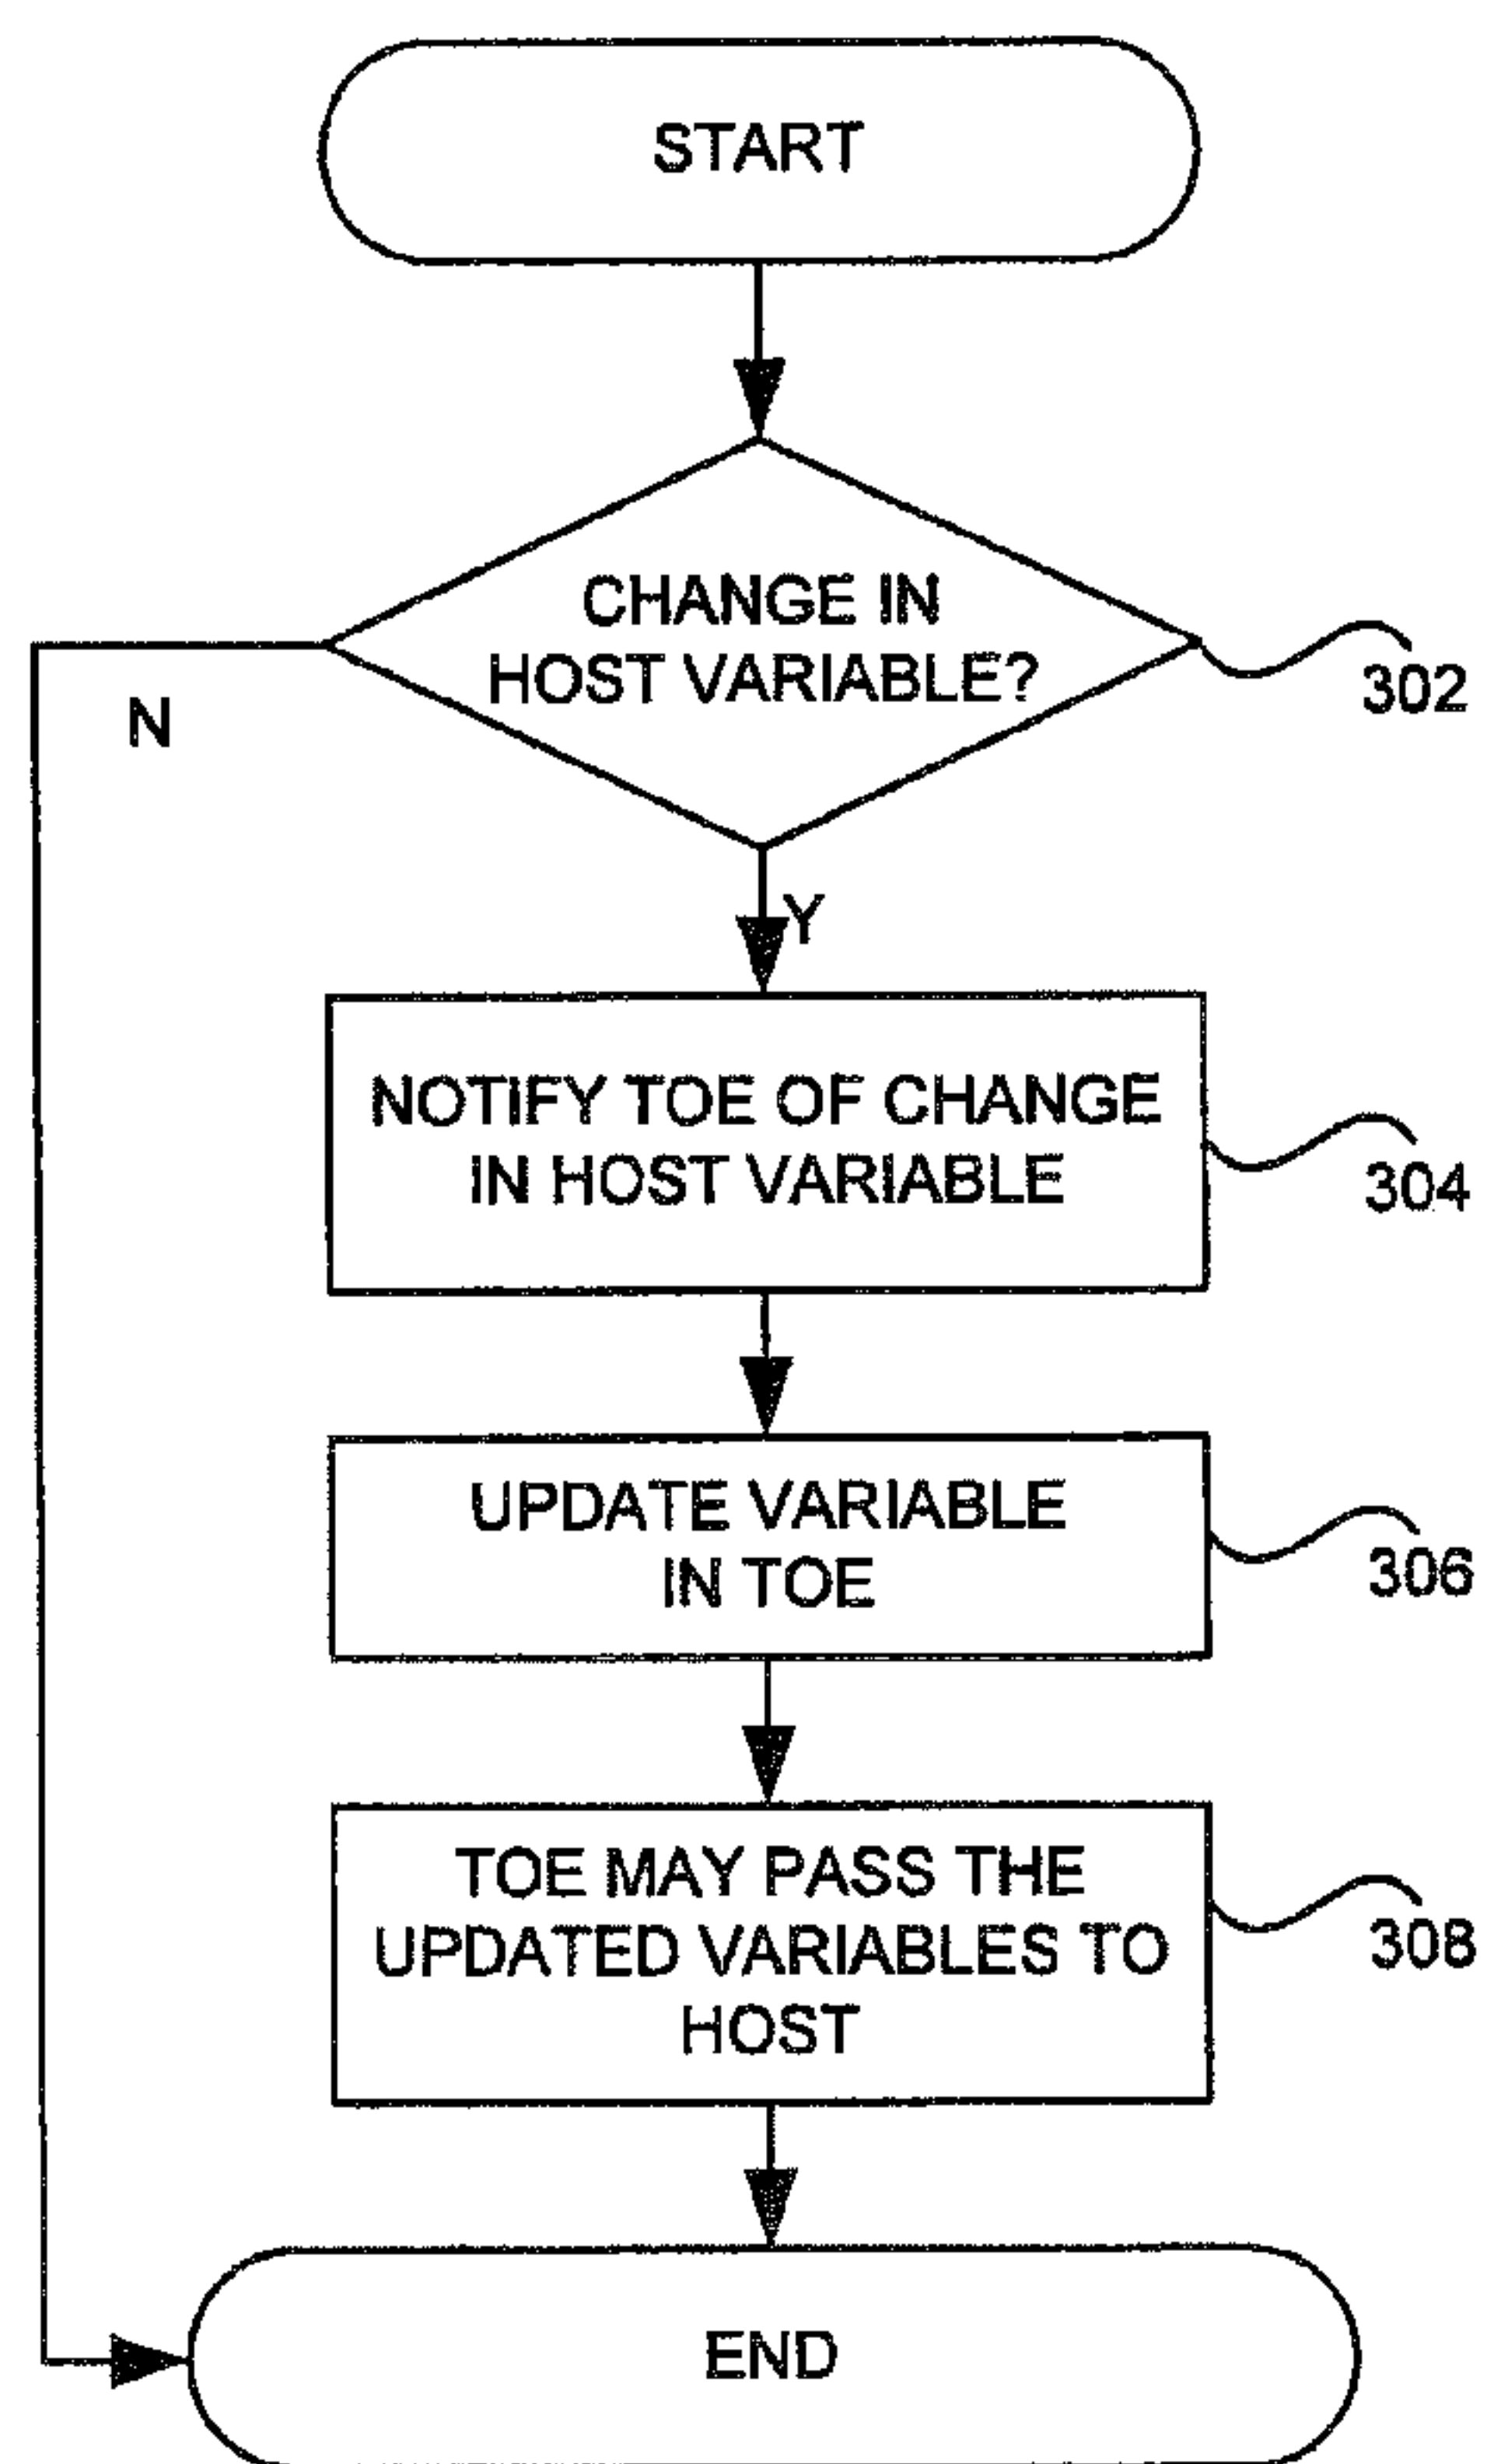 START
CHANGE IN
HOST VARIABLE?
302
N
Y
NOTIFY TOE OF CHANGE
IN HOST VARIABLE
304
UPDATE VARIABLE
IN TOE
306
TOE MAY PASS THE
UPDATED VARIABLES TO
HOST
308
END